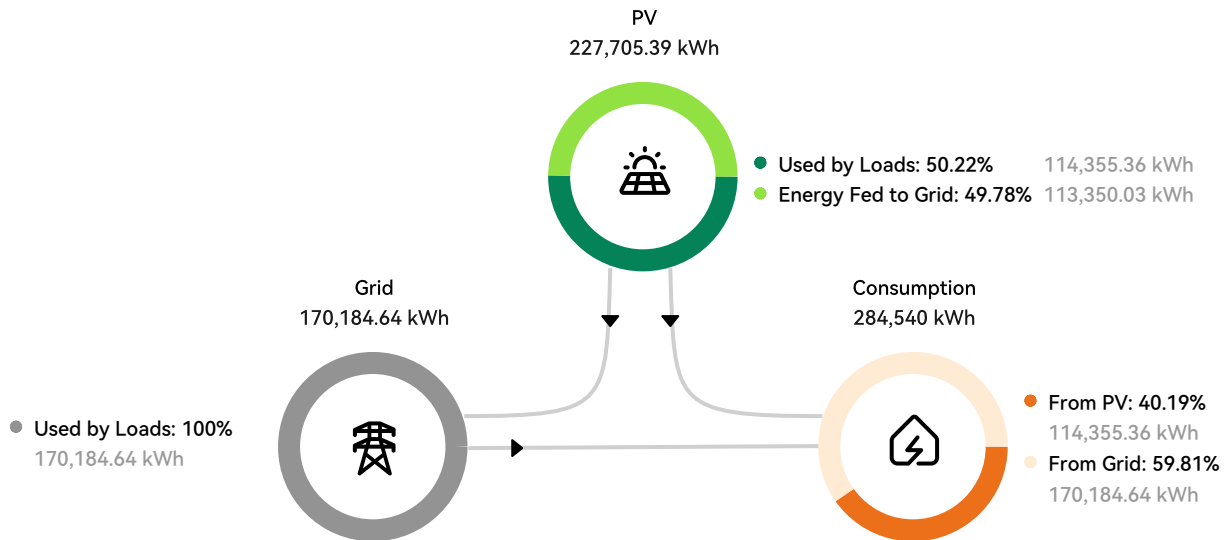 PV
227,705.39 kWh
Used by Loads: 50.22% 114,355.36 kWh
Energy Fed to Grid: 49.78% 113,350.03 kWh
Grid
170,184.64 kWh
Used by Loads: 100%
170,184.64 kWh
Consumption
284,540 kWh
From PV: 40.19%
114,355.36 kWh
From Grid: 59.81%
170,184.64 kWh